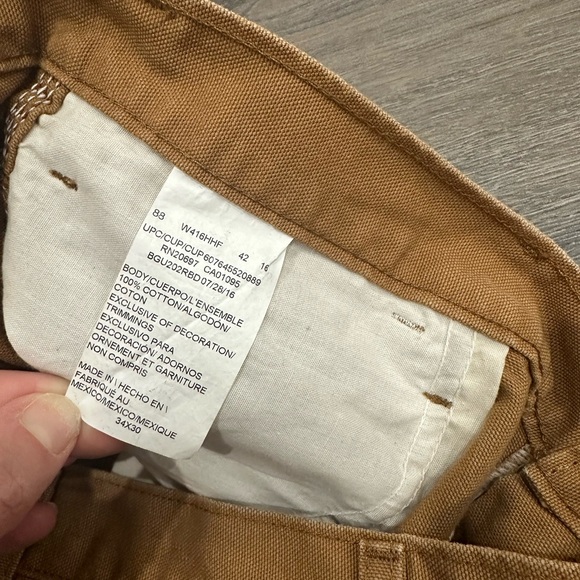 88 W416HHF 42 16
UPC/CUP/CUP607645520889
RN20697 CA01095
BGU202RBD07/28/16
BODY/CUERPO/L'ENSEMBLE
100% COTTON/ALGODÓN/
COTON
EXCLUSIVE OF DECORATION/
TRIMMINGS
EXCLUSIVO PARA
DECORACIÓN/ ADORNOS
ORNEMENT ET GARNITURE
NON COMPRIS
MADE IN \ HECHO EN \
FABRIQUÉ AU
MEXICO/MEXICO/MEXIQUE
34X30